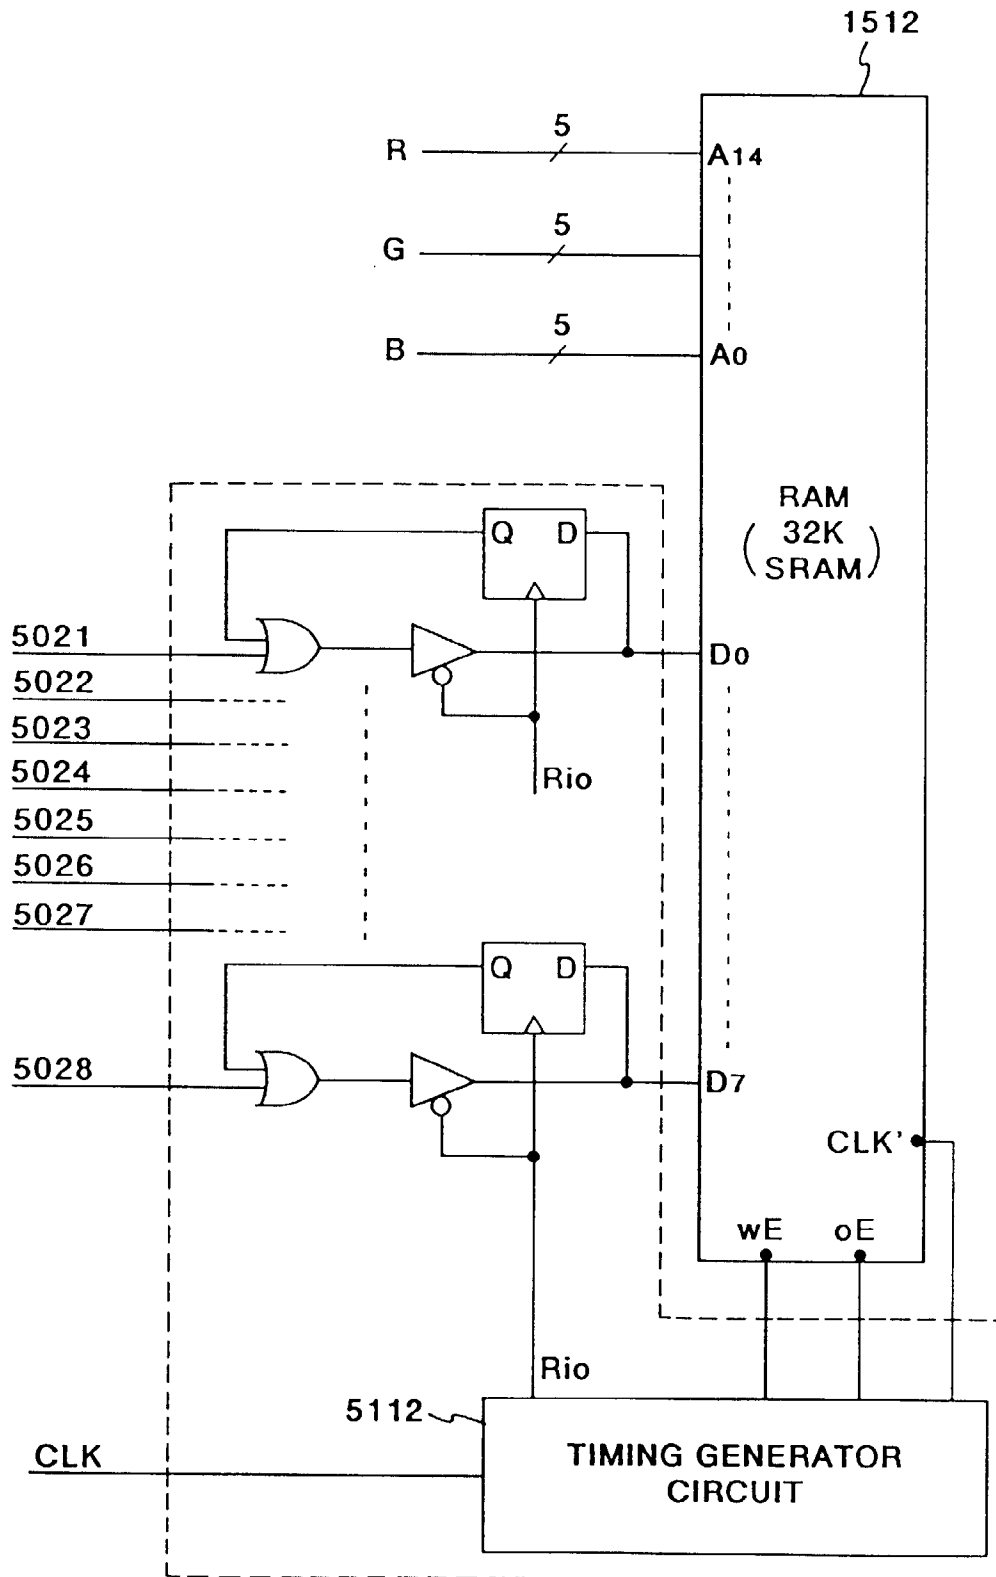 1512
R 5 A14
G 5
B 5 A0
RAM
(32K
SRAM)
Q D
5021 D0
5022
5023
5024 Rio
5025
5026
5027
Q D
5028 D7
CLK'
wE oE
Rio
5112
CLK
TIMING GENERATOR
CIRCUIT